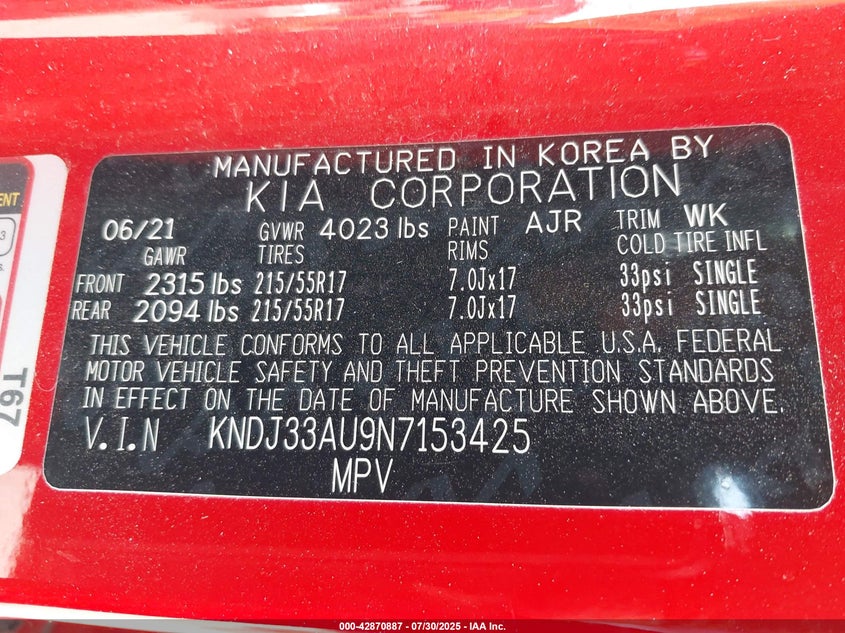 MANUFACTURED IN KOREA BY
KIA CORPORATION
06/21 GVWR 4023 lbs PAINT AJR TRIM WK
GAWR TIRES RIMS COLD TIRE INFL
FRONT 2315 lbs 215/55R17 7.0Jx17 33psi SINGLE
REAR 2094 lbs 215/55R17 7.0Jx17 33psi SINGLE
THIS VEHICLE CONFORMS TO ALL APPLICABLE U.S.A. FEDERAL
MOTOR VEHICLE SAFETY AND THEFT PREVENTION STANDARDS
IN EFFECT ON THE DATE OF MANUFACTURE SHOWN ABOVE.
V.I.N KNDJ33AU9N7153425
MPV
T67
000-42870887 - 07/30/2025 - IAA Inc.